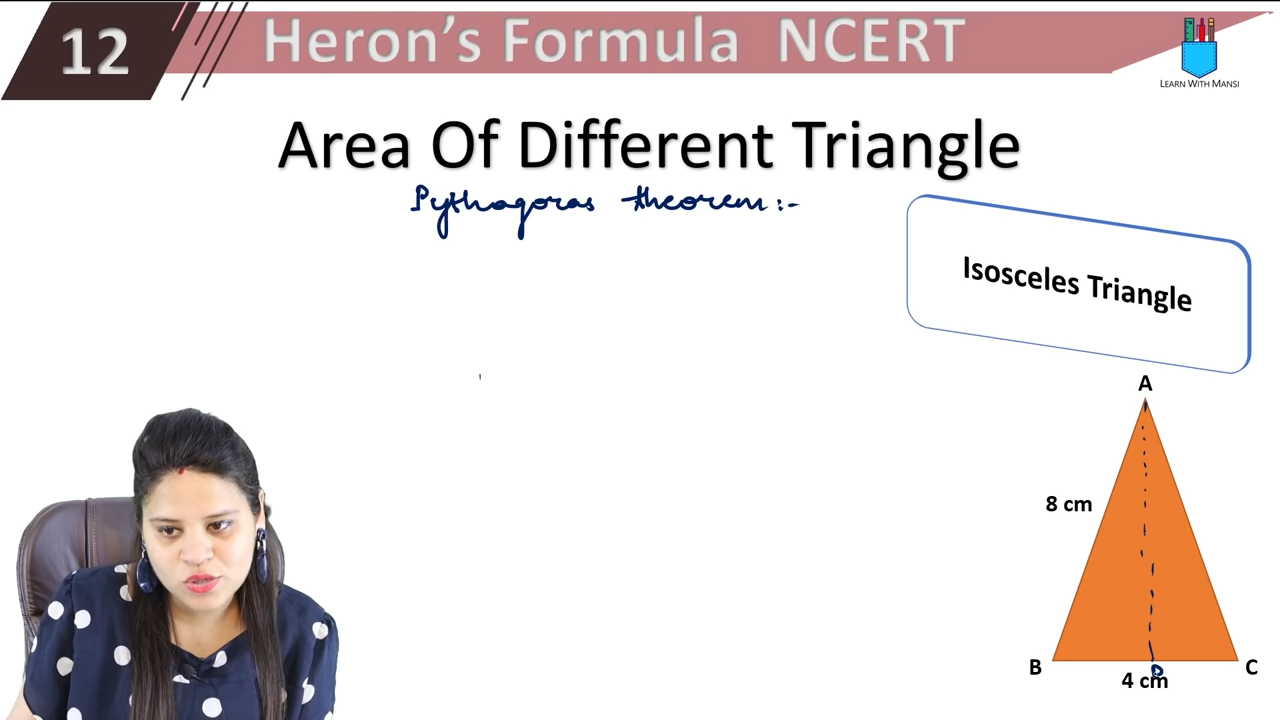 12
Heron's Formula NCERT
LEARN WITH MANSI
Area Of Different Triangle
Pythagoras theorem:-
Isosceles Triangle
A
8 cm
B
D
C
4 cm